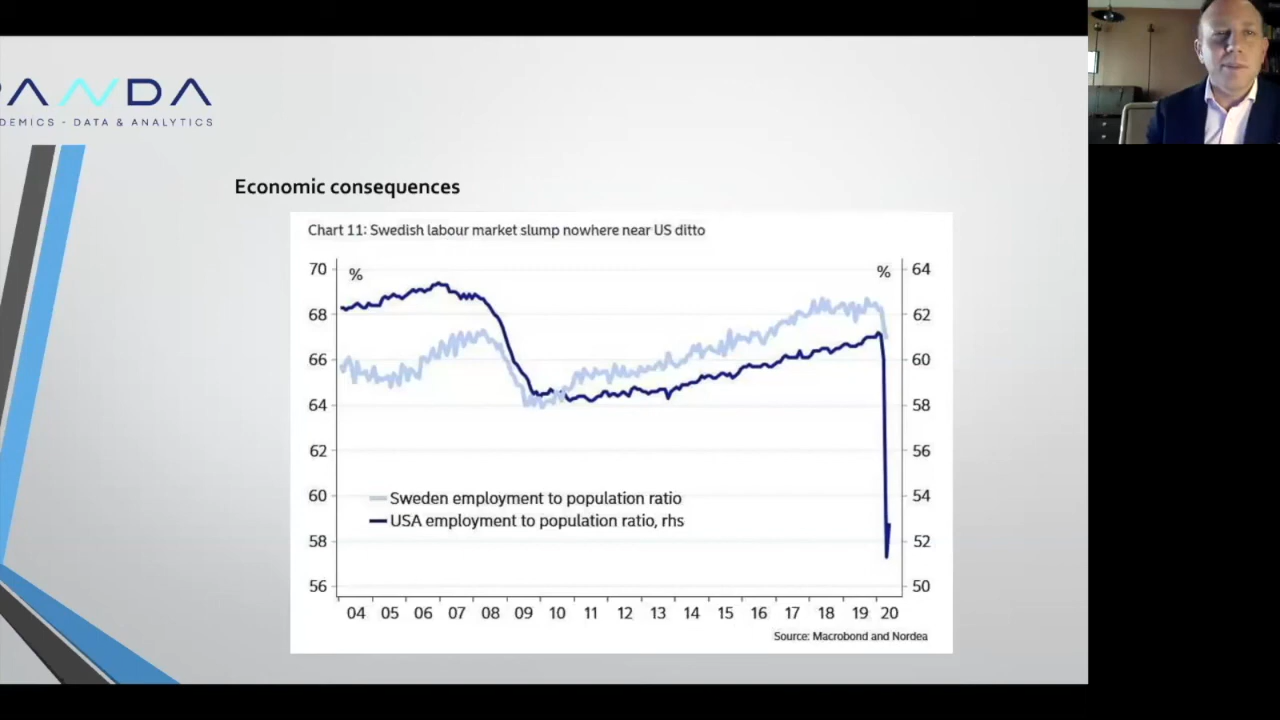 PANDA
DEMICS - DATA & ANALYTICS
Economic consequences
Chart 11: Swedish labour market slump nowhere near US ditto
70 % % 64
68 62
66 60
64 58
62 56
60 54
Sweden employment to population ratio
USA employment to population ratio, rhs
58 52
56 50
04 05 06 07 08 09 10 11 12 13 14 15 16 17 18 19 20
Source: Macrobond and Nordea